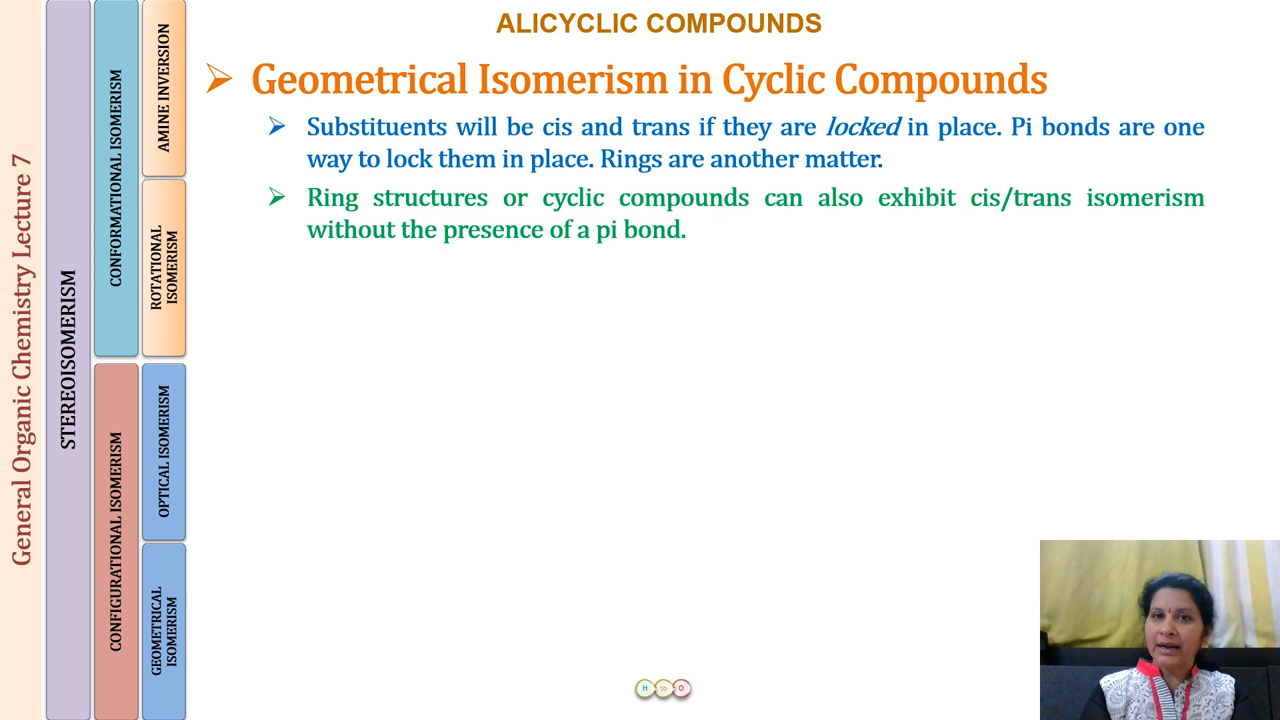 ALICYCLIC COMPOUNDS
General Organic Chemistry Lecture 7
STEREOISOMERISM
CONFORMATIONAL ISOMERISM
CONFIGURATIONAL ISOMERISM
AMINE INVERSION
ROTATIONAL
ISOMERISM
OPTICAL ISOMERISM
GEOMETRICAL
ISOMERISM
Geometrical Isomerism in Cyclic Compounds
Substituents will be cis and trans if they are locked in place. Pi bonds are one
way to lock them in place. Rings are another matter.
Ring structures or cyclic compounds can also exhibit cis/trans isomerism
without the presence of a pi bond.
H to O